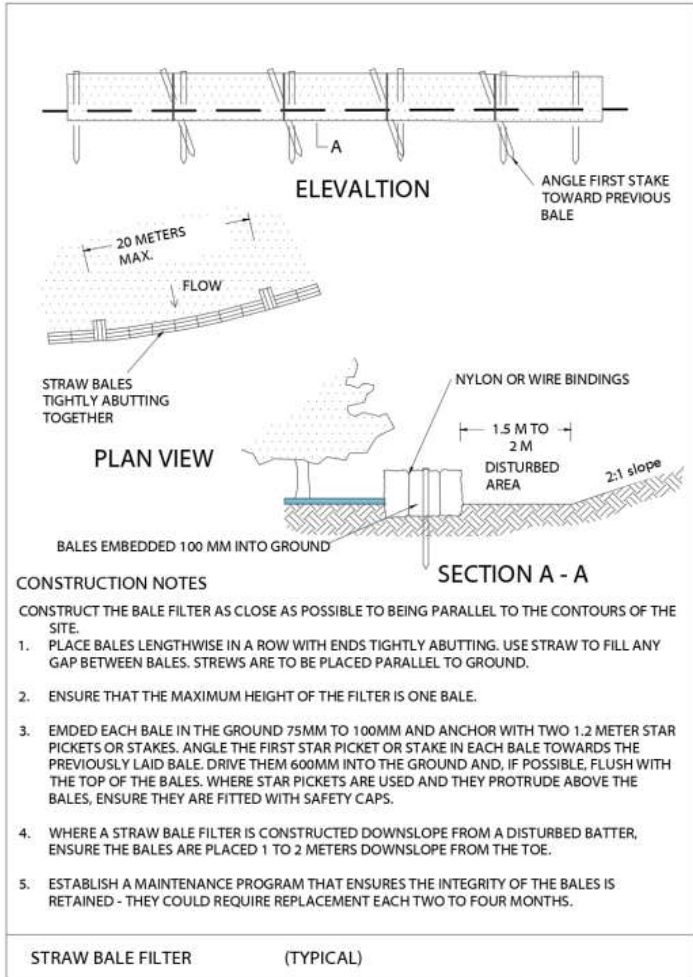 A
ELEVALTION
ANGLE FIRST STAKE
TOWARD PREVIOUS
BALE
20 METERS
MAX.
FLOW
STRAW BALES
TIGHTLY ABUTTING
TOGETHER
PLAN VIEW
NYLON OR WIRE BINDINGS
1.5 M TO
2 M
DISTURBED
AREA
2:1 slope
BALES EMBEDDED 100 MM INTO GROUND
SECTION A - A
CONSTRUCTION NOTES
CONSTRUCT THE BALE FILTER AS CLOSE AS POSSIBLE TO BEING PARALLEL TO THE CONTOURS OF THE
SITE.
1. PLACE BALES LENGTHWISE IN A ROW WITH ENDS TIGHTLY ABUTTING. USE STRAW TO FILL ANY
GAP BETWEEN BALES. STREWS ARE TO BE PLACED PARALLEL TO GROUND.
2. ENSURE THAT THE MAXIMUM HEIGHT OF THE FILTER IS ONE BALE.
3. EMDED EACH BALE IN THE GROUND 75MM TO 100MM AND ANCHOR WITH TWO 1.2 METER STAR
PICKETS OR STAKES. ANGLE THE FIRST STAR PICKET OR STAKE IN EACH BALE TOWARDS THE
PREVIOUSLY LAID BALE. DRIVE THEM 600MM INTO THE GROUND AND, IF POSSIBLE, FLUSH WITH
THE TOP OF THE BALES. WHERE STAR PICKETS ARE USED AND THEY PROTRUDE ABOVE THE
BALES, ENSURE THEY ARE FITTED WITH SAFETY CAPS.
4. WHERE A STRAW BALE FILTER IS CONSTRUCTED DOWNSLOPE FROM A DISTURBED BATTER,
ENSURE THE BALES ARE PLACED 1 TO 2 METERS DOWNSLOPE FROM THE TOE.
5. ESTABLISH A MAINTENANCE PROGRAM THAT ENSURES THE INTEGRITY OF THE BALES IS
RETAINED - THEY COULD REQUIRE REPLACEMENT EACH TWO TO FOUR MONTHS.
STRAW BALE FILTER (TYPICAL)